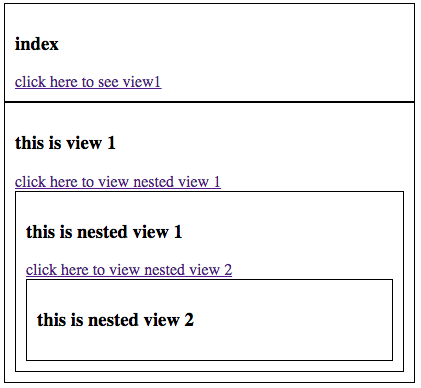 index
click here to see view1
this is view 1
click here to view nested view 1
this is nested view 1
click here to view nested view 2
this is nested view 2